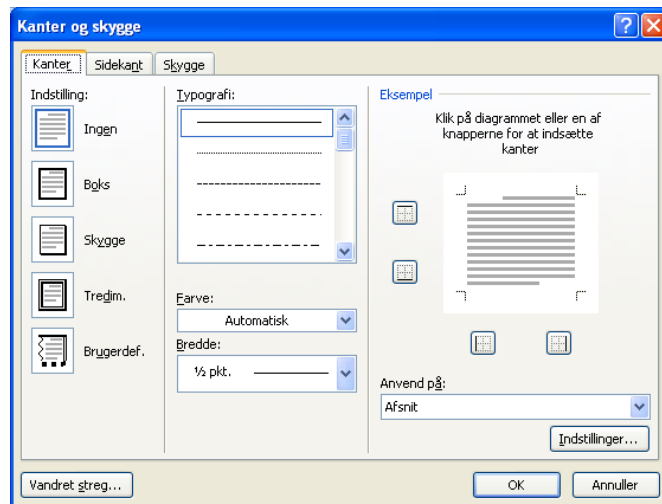 Kanter og skygge
Kanter
Sidekant
Skygge
Indstilling:
Ingen
Boks
Skygge
Tredim.
Brugerdef.
Typografi:
Farve:
Automatisk
Bredde:
½ pkt.
Eksempel
Klik på diagrammet eller en af
knapperne for at indsætte
kanter
Anvend på:
Afsnit
Indstillinger...
Vandret streg...
OK
Annuller